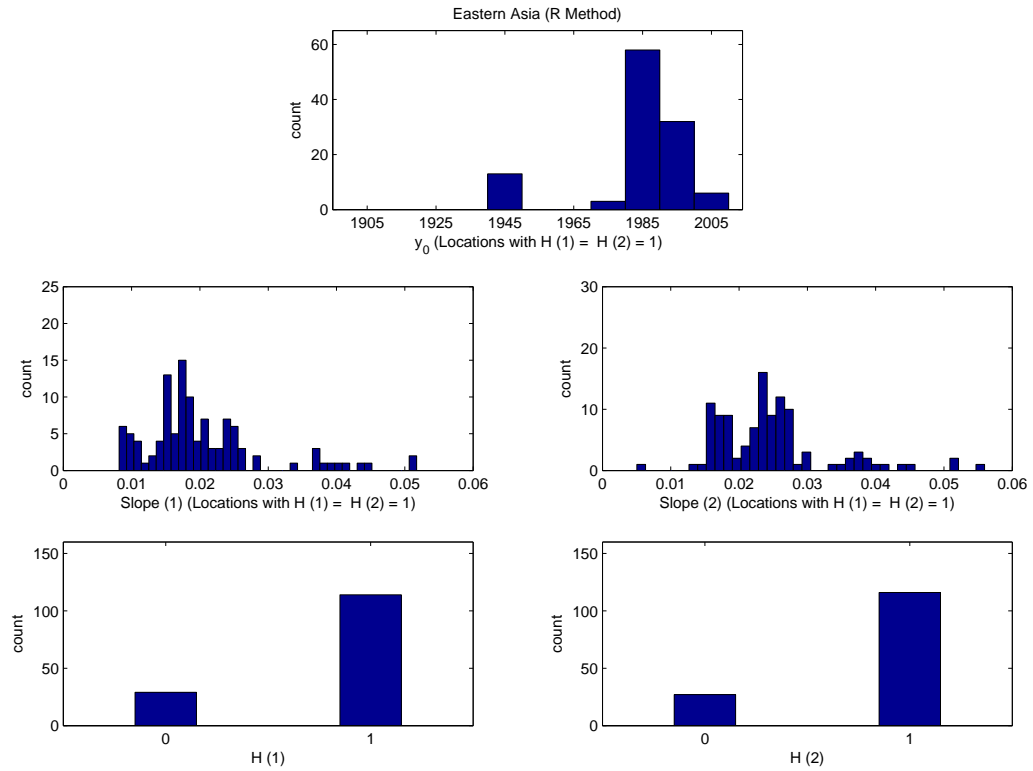 Eastern Asia (R Method)
60
40
20
0
count
1905 1925 1945 1965 1985 2005
y_0 (Locations with H (1) = H (2) = 1)
25
20
15
10
5
0
count
0 0.01 0.02 0.03 0.04 0.05 0.06
Slope (1) (Locations with H (1) = H (2) = 1)
30
20
10
0
count
0 0.01 0.02 0.03 0.04 0.05 0.06
Slope (2) (Locations with H (1) = H (2) = 1)
150
100
50
0
count
0 1
H (1)
150
100
50
0
count
0 1
H (2)